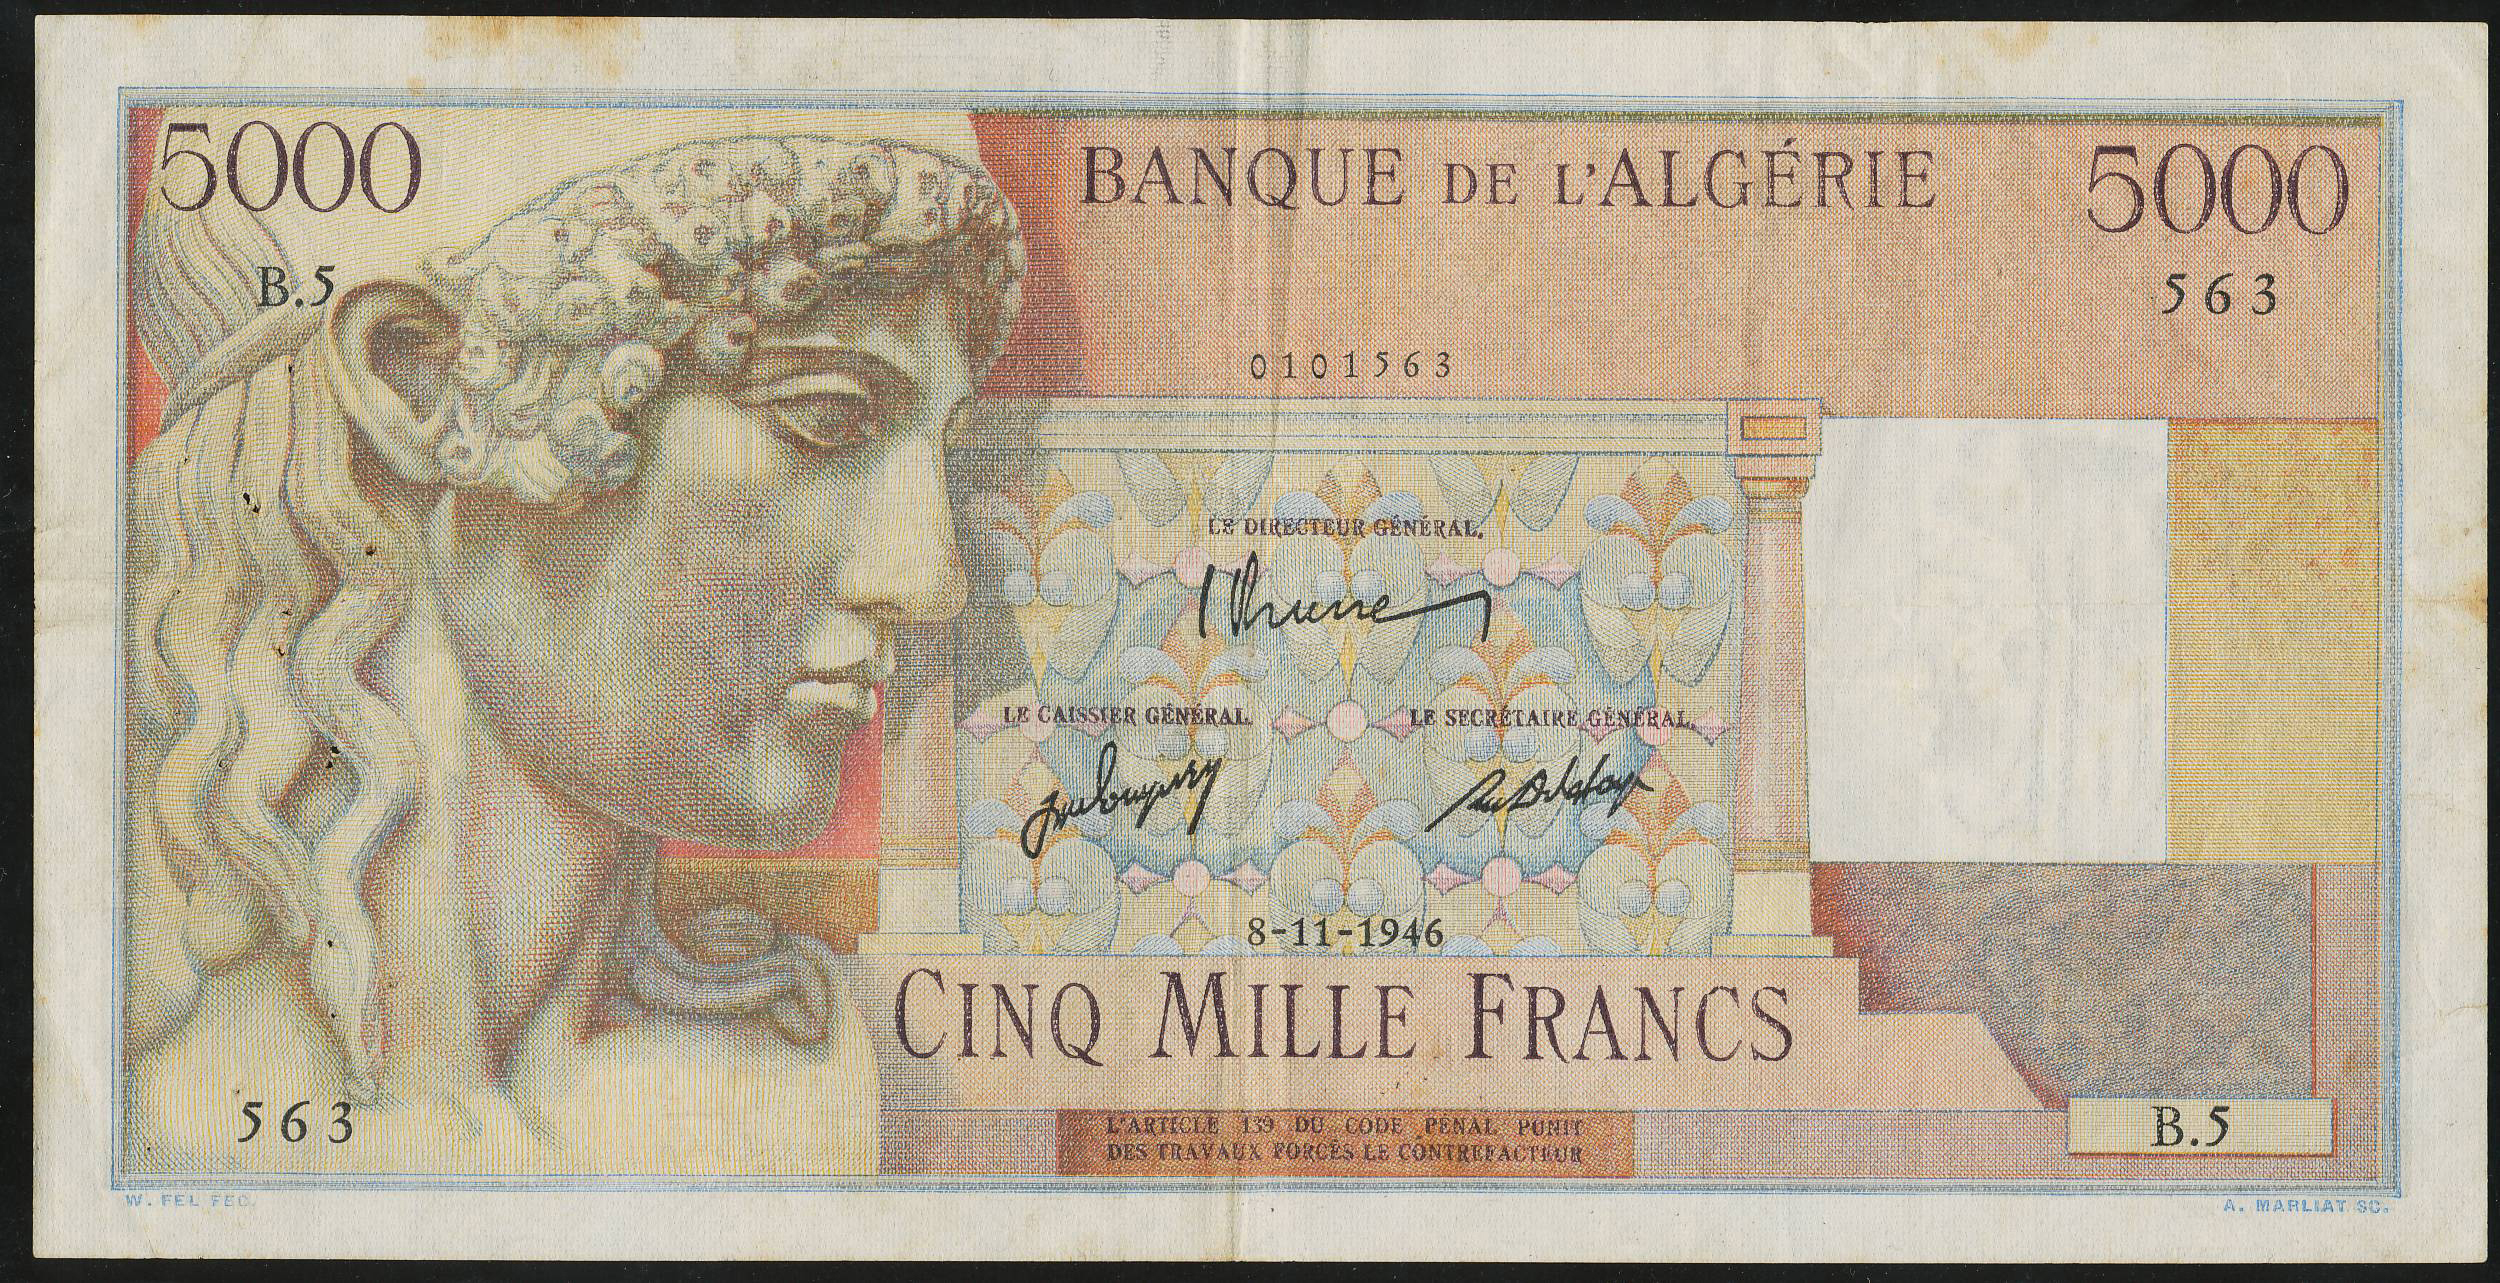 5000
BANQUE DE L'ALGÉRIE
5000
B.5
563
0101563
LE DIRECTEUR GÉNÉRAL.
LE CAISSIER GÉNÉRAL.
LE SECRÉTAIRE GÉNÉRAL.
8-11-1946
CINQ MILLE FRANCS
563
L'ARTICLE 139 DU CODE PÉNAL PUNIT
DES TRAVAUX FORCÉS LE CONTREFACTEUR
B.5
W. FEL FEC.
A. MARLIAT SC.